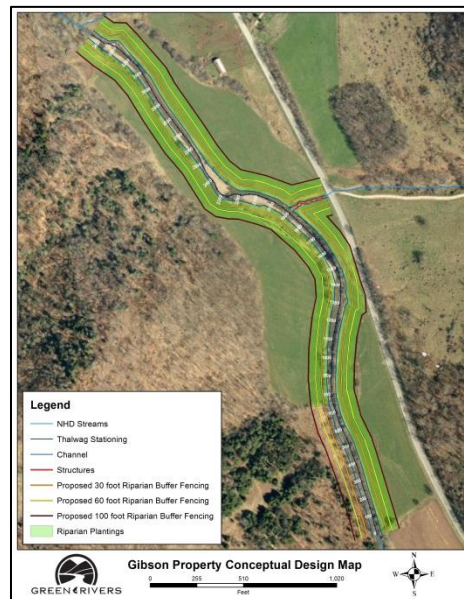 Legend
NHD Streams
Thalwag Stationing
Channel
Structures
Proposed 30 foot Riparian Buffer Fencing
Proposed 60 foot Riparian Buffer Fencing
Proposed 100 foot Riparian Buffer Fencing
Riparian Plantings
GREEN RIVERS
Gibson Property Conceptual Design Map
0 255 510 1,020
Feet
N
W E
S